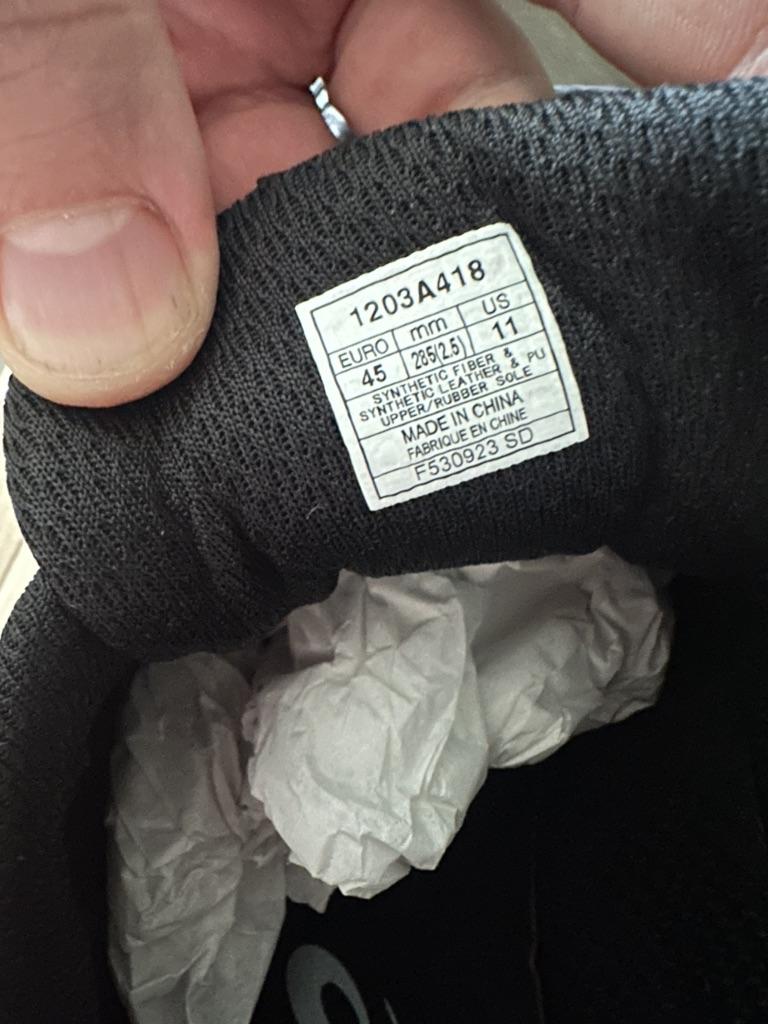 1203A418
EURO mm US
45 285(2.5) 11
SYNTHETIC FIBER &
SYNTHETIC LEATHER & PU
UPPER/RUBBER SOLE
MADE IN CHINA
FABRIQUE EN CHINE
F530923 SD